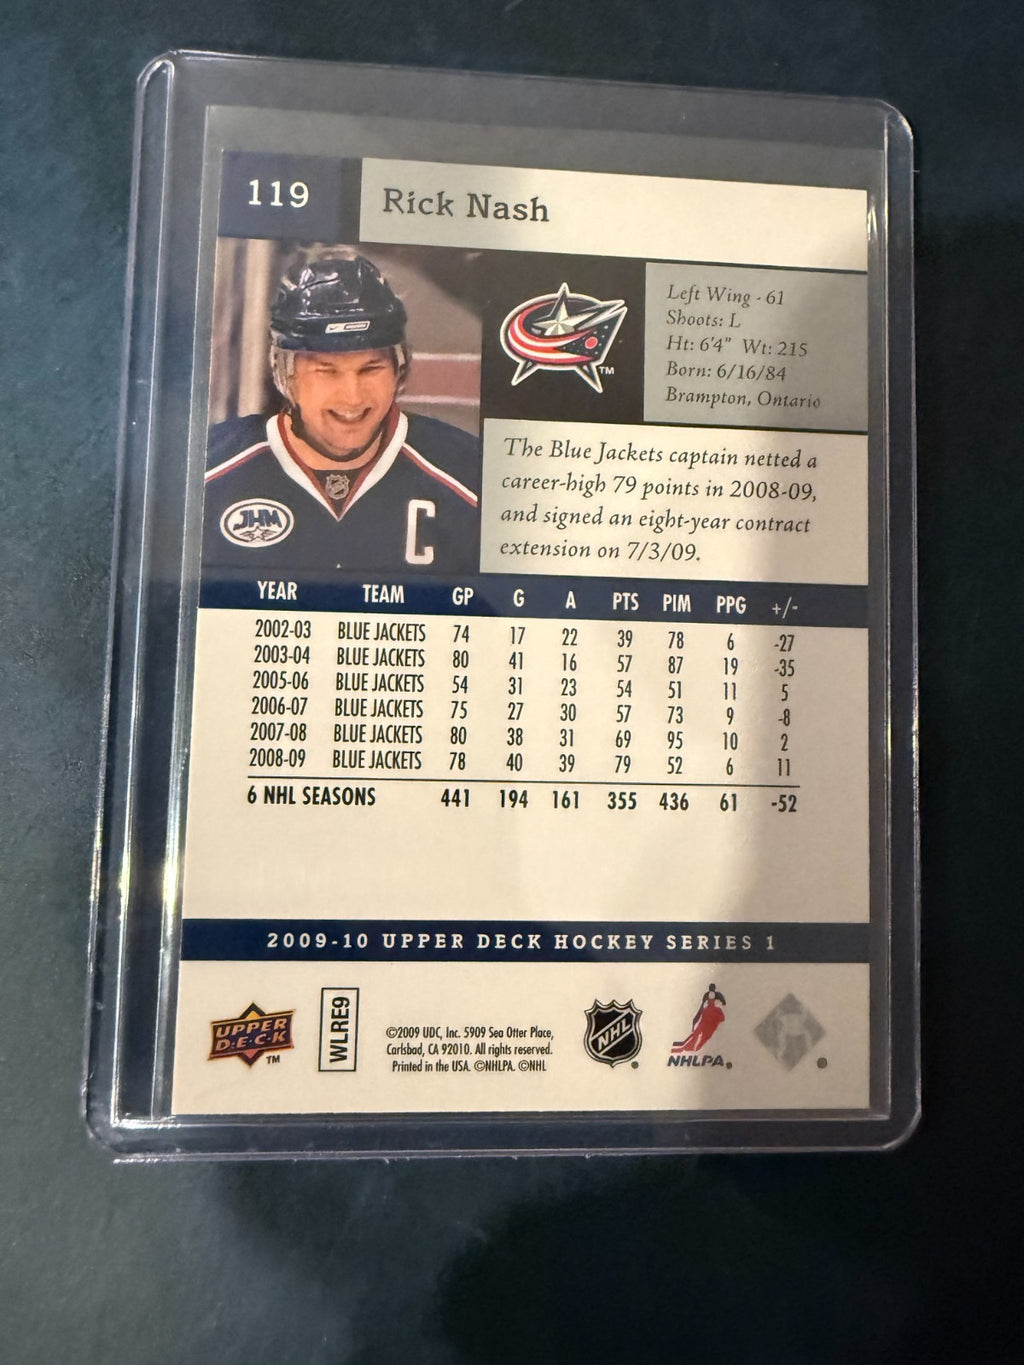 119
Rick Nash
Left Wing - 61
Shoots: L
Ht: 6'4" Wt: 215
Born: 6/16/84
Brampton, Ontario
TM
JHM
C
The Blue Jackets captain netted a
career-high 79 points in 2008-09,
and signed an eight-year contract
extension on 7/3/09.
YEAR TEAM GP G A PTS PIM PPG +/-
2002-03 BLUE JACKETS 74 17 22 39 78 6 -27
2003-04 BLUE JACKETS 80 41 16 57 87 19 -35
2005-06 BLUE JACKETS 54 31 23 54 51 11 5
2006-07 BLUE JACKETS 75 27 30 57 73 9 -8
2007-08 BLUE JACKETS 80 38 31 69 95 10 2
2008-09 BLUE JACKETS 78 40 39 79 52 6 11
6 NHL SEASONS 441 194 161 355 436 61 -52
2009-10 UPPER DECK HOCKEY SERIES 1
UPPER
D·E·C·K
TM
WLRE9
©2009 UDC, Inc. 5909 Sea Otter Place,
Carlsbad, CA 92010. All rights reserved.
Printed in the USA. ©NHLPA. ©NHL
NHL
NHLPA